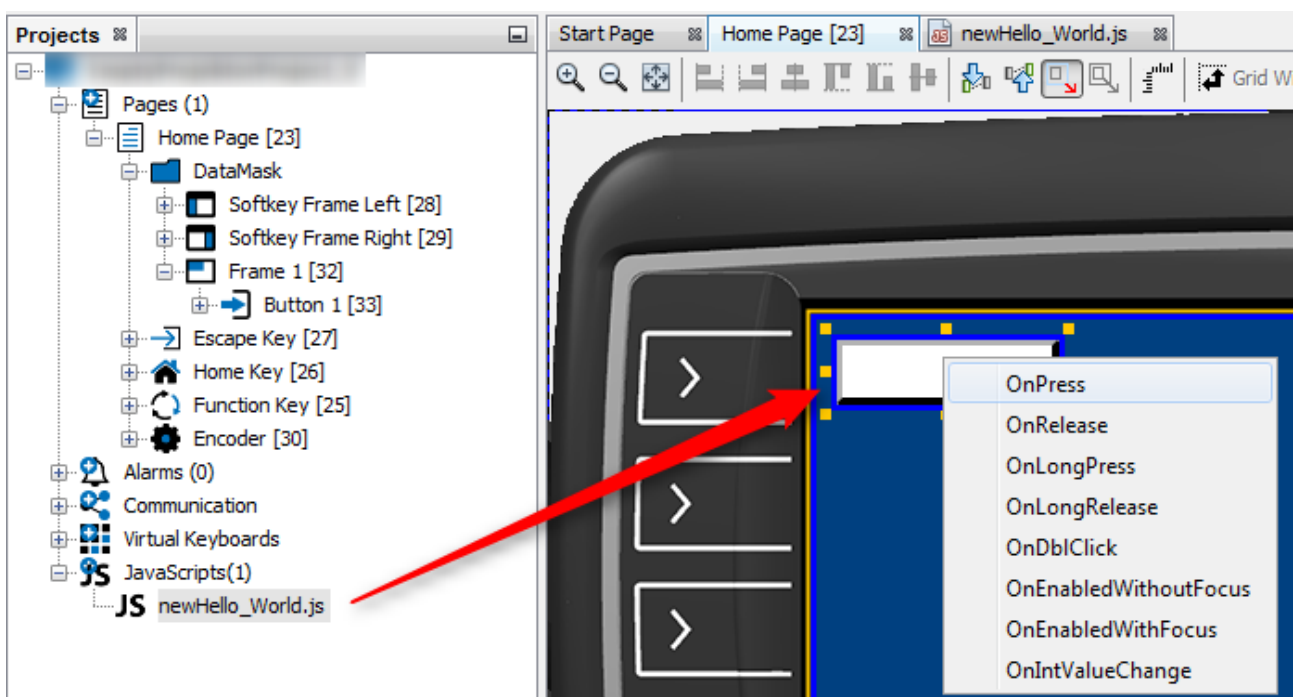 Projects
Pages (1)
Home Page [23]
DataMask
Softkey Frame Left [28]
Softkey Frame Right [29]
Frame 1 [32]
Button 1 [33]
Escape Key [27]
Home Key [26]
Function Key [25]
Encoder [30]
Alarms (0)
Communication
Virtual Keyboards
JS JavaScripts(1)
JS newHello_World.js
Start Page Home Page [23] JS newHello_World.js
Grid
OnPress
OnRelease
OnLongPress
OnLongRelease
OnDblClick
OnEnabledWithoutFocus
OnEnabledWithFocus
OnIntValueChange